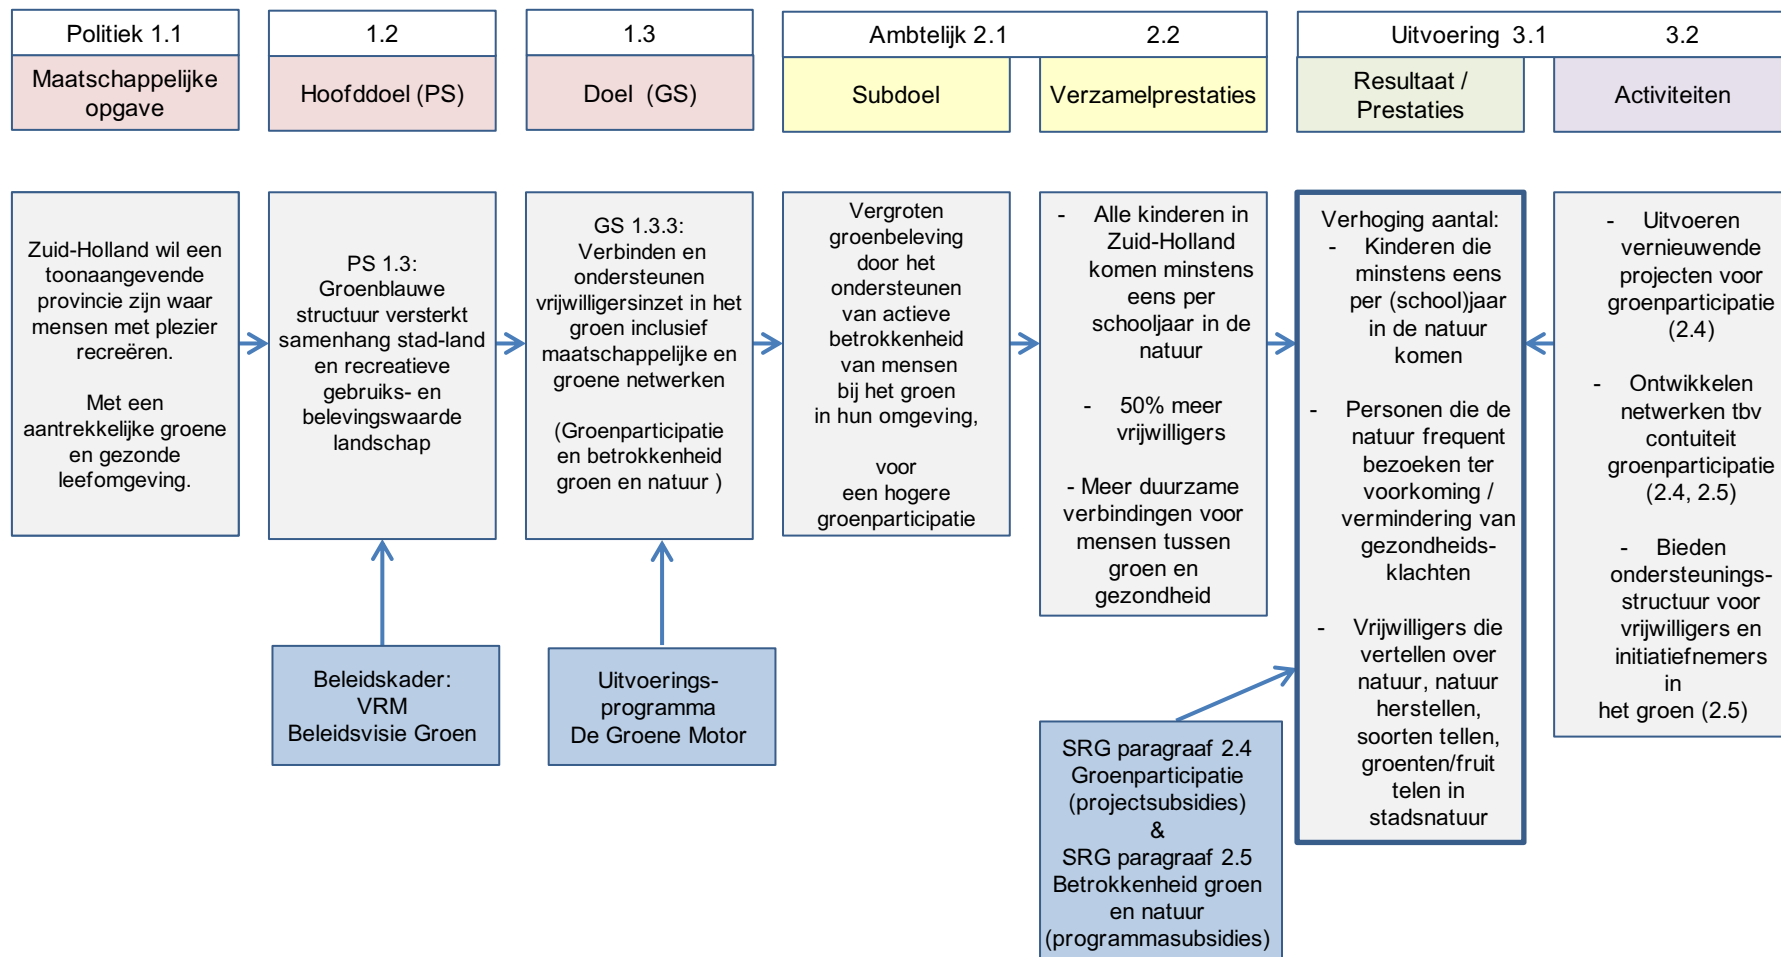 Politiek 1.1
1.2
1.3
Ambtelijk 2.1
2.2
Uitvoering 3.1
3.2
Maatschappelijke
opgave
Hoofddoel (PS)
Doel (GS)
Subdoel
Verzamelprestaties
Resultaat /
Prestaties
Activiteiten
Zuid-Holland wil een
toonaangevende
provincie zijn waar
mensen met plezier
recreëren.
Met een
aantrekkelijke groene
en gezonde
leefomgeving.
PS 1.3:
Groenblauwe
structuur versterkt
samenhang stad-land
en recreatieve
gebruiks- en
belevingswaarde
landschap
GS 1.3.3:
Verbinden en
ondersteunen
vrijwilligersinzet in het
groen inclusief
maatschappelijke en
groene netwerken
(Groenparticipatie
en betrokkenheid
groen en natuur )
Vergroten
groenbeleving
door het
ondersteunen
van actieve
betrokkenheid
van mensen
bij het groen
in hun omgeving,
voor
een hogere
groenparticipatie
- Alle kinderen in
Zuid-Holland
komen minstens
eens per
schooljaar in de
natuur
- 50% meer
vrijwilligers
- Meer duurzame
verbindingen voor
mensen tussen
groen en
gezondheid
Verhoging aantal:
- Kinderen die
minstens eens
per (school)jaar
in de natuur
komen
- Personen die de
natuur frequent
bezoeken ter
voorkoming /
vermindering van
gezondheids-
klachten
- Vrijwilligers die
vertellen over
natuur, natuur
herstellen,
soorten tellen,
groenten/fruit
telen in
stadsnatuur
- Uitvoeren
vernieuwende
projecten voor
groenparticipatie
(2.4)
- Ontwikkelen
netwerken tbv
contuiteit
groenparticipatie
(2.4, 2.5)
- Bieden
ondersteunings-
structuur voor
vrijwilligers en
initiatiefnemers
in
het groen (2.5)
Beleidskader:
VRM
Beleidsvisie Groen
Uitvoerings-
programma
De Groene Motor
SRG paragraaf 2.4
Groenparticipatie
(projectsubsidies)
&
SRG paragraaf 2.5
Betrokkenheid groen
en natuur
(programmasubsidies)